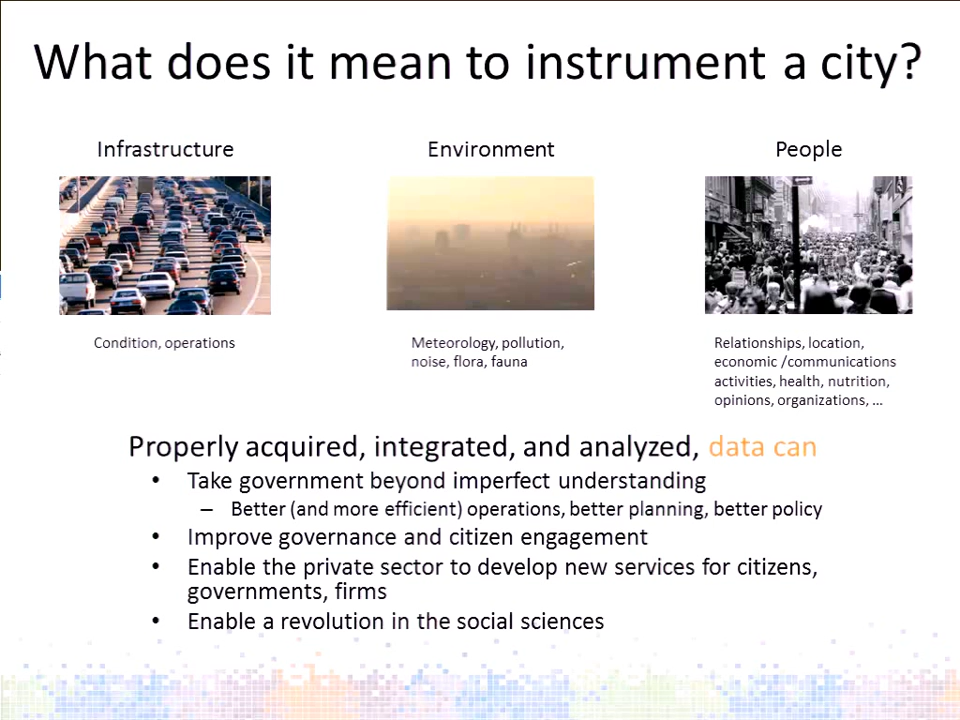 What does it mean to instrument a city?
Infrastructure
Environment
People
Condition, operations
Meteorology, pollution,
noise, flora, fauna
Relationships, location,
economic /communications
activities, health, nutrition,
opinions, organizations, …
Properly acquired, integrated, and analyzed, data can
• Take government beyond imperfect understanding
– Better (and more efficient) operations, better planning, better policy
• Improve governance and citizen engagement
• Enable the private sector to develop new services for citizens,
governments, firms
• Enable a revolution in the social sciences